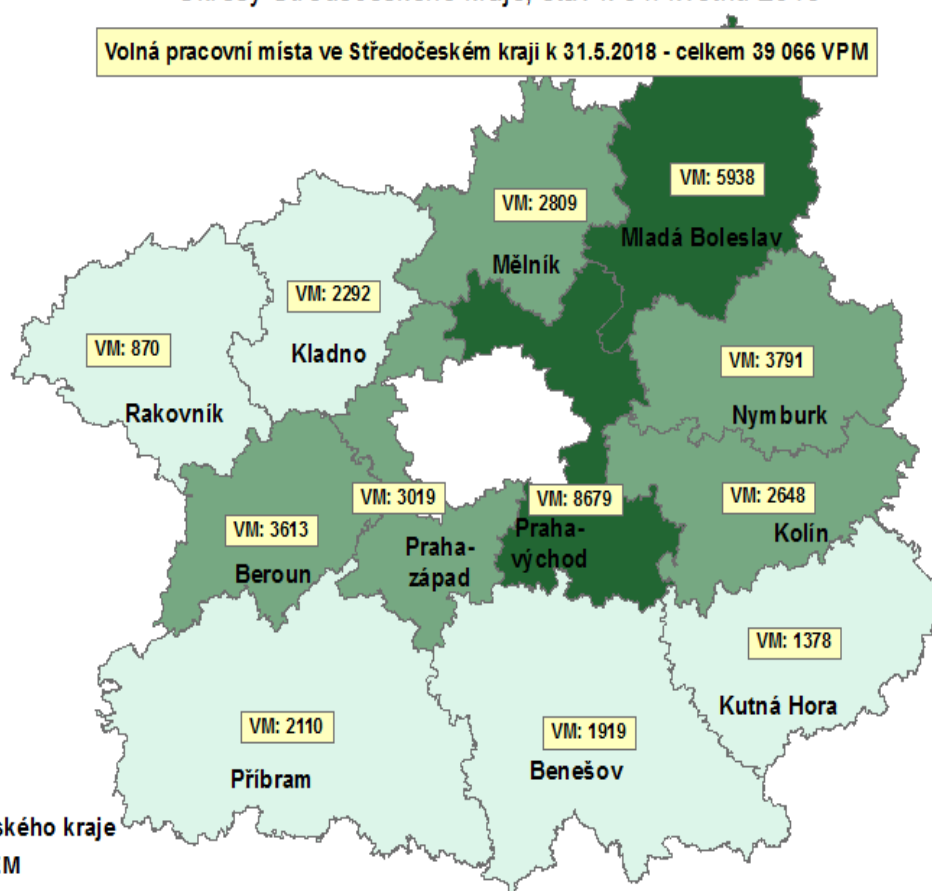 Volná pracovní místa ve Středočeském kraji k 31.5.2018 - celkem 39 066 VPM
VM: 5938
Mladá Boleslav
VM: 2809
Mělník
VM: 2292
Kladno
VM: 870
Rakovník
VM: 3791
Nymburk
VM: 2648
Kolín
VM: 3019
Praha-
západ
VM: 8679
Praha-
východ
VM: 3613
Beroun
VM: 1378
Kutná Hora
VM: 2110
Příbram
VM: 1919
Benešov
ského kraje